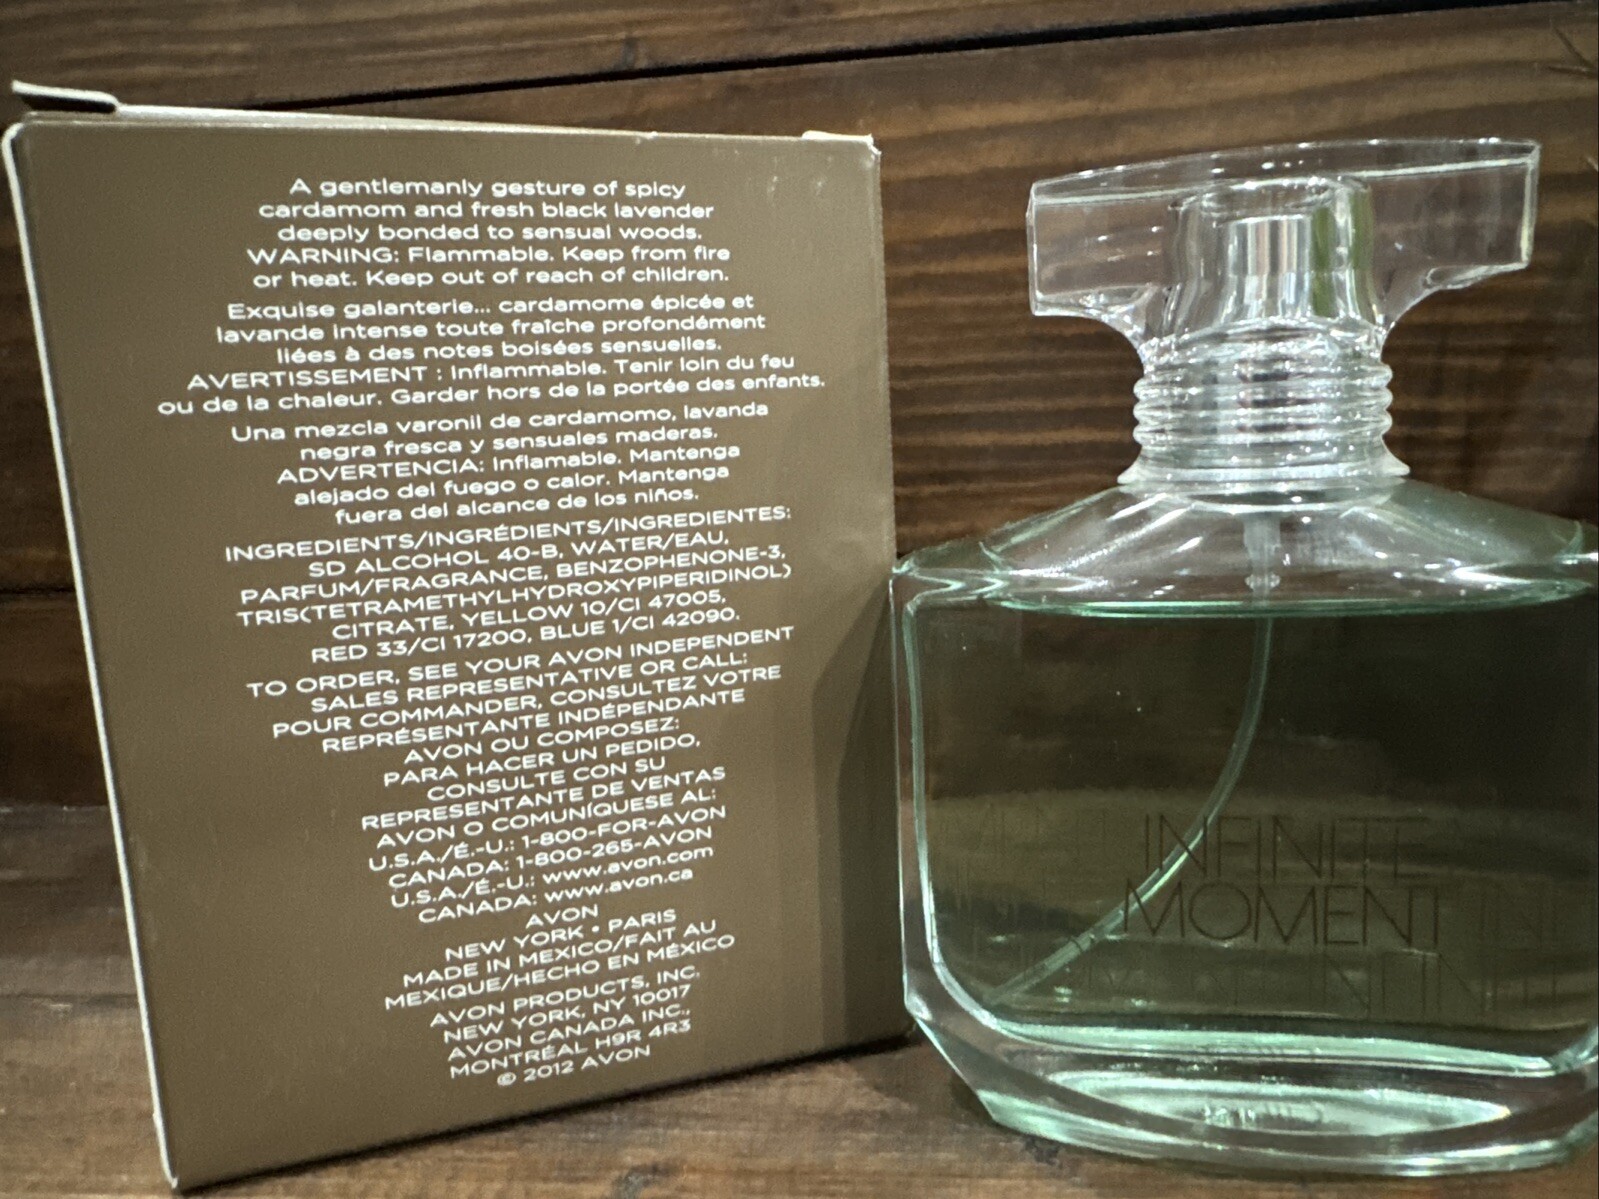 A gentlemanly gesture of spicy
cardamom and fresh black lavender
deeply bonded to sensual woods.
WARNING: Flammable. Keep from fire
or heat. Keep out of reach of children.
Exquise galanterie... cardamome épicée et
lavande intense toute fraîche profondément
liées à des notes boisées sensuelles.
AVERTISSEMENT : Inflammable. Tenir loin du feu
ou de la chaleur. Garder hors de la portée des enfants.
Una mezcla varonil de cardamomo, lavanda
negra fresca y sensuales maderas.
ADVERTENCIA: Inflamable. Mantenga
alejado del fuego o calor. Mantenga
fuera del alcance de los niños.
INGREDIENTS/INGRÉDIENTS/INGREDIENTES:
SD ALCOHOL 40-B, WATER/EAU,
PARFUM/FRAGRANCE, BENZOPHENONE-3,
TRIS(TETRAMETHYLHYDROXYPIPERIDINOL)
CITRATE, YELLOW 10/CI 47005,
RED 33/CI 17200, BLUE 1/CI 42090.
TO ORDER, SEE YOUR AVON INDEPENDENT
SALES REPRESENTATIVE OR CALL:
POUR COMMANDER, CONSULTEZ VOTRE
REPRÉSENTANTE INDÉPENDANTE
AVON OU COMPOSEZ:
PARA HACER UN PEDIDO,
CONSULTE CON SU
REPRESENTANTE DE VENTAS
AVON O COMUNÍQUESE AL:
U.S.A./É.-U.: 1-800-FOR-AVON
CANADA: 1-800-265-AVON
U.S.A./É.-U.: www.avon.com
CANADA: www.avon.ca
AVON
NEW YORK • PARIS
MADE IN MEXICO/FAIT AU
MEXIQUE/HECHO EN MÉXICO
AVON PRODUCTS, INC.
NEW YORK, NY 10017
AVON CANADA INC.,
MONTRÉAL H9R 4R3
© 2012 AVON
INFINITE
MOMENT